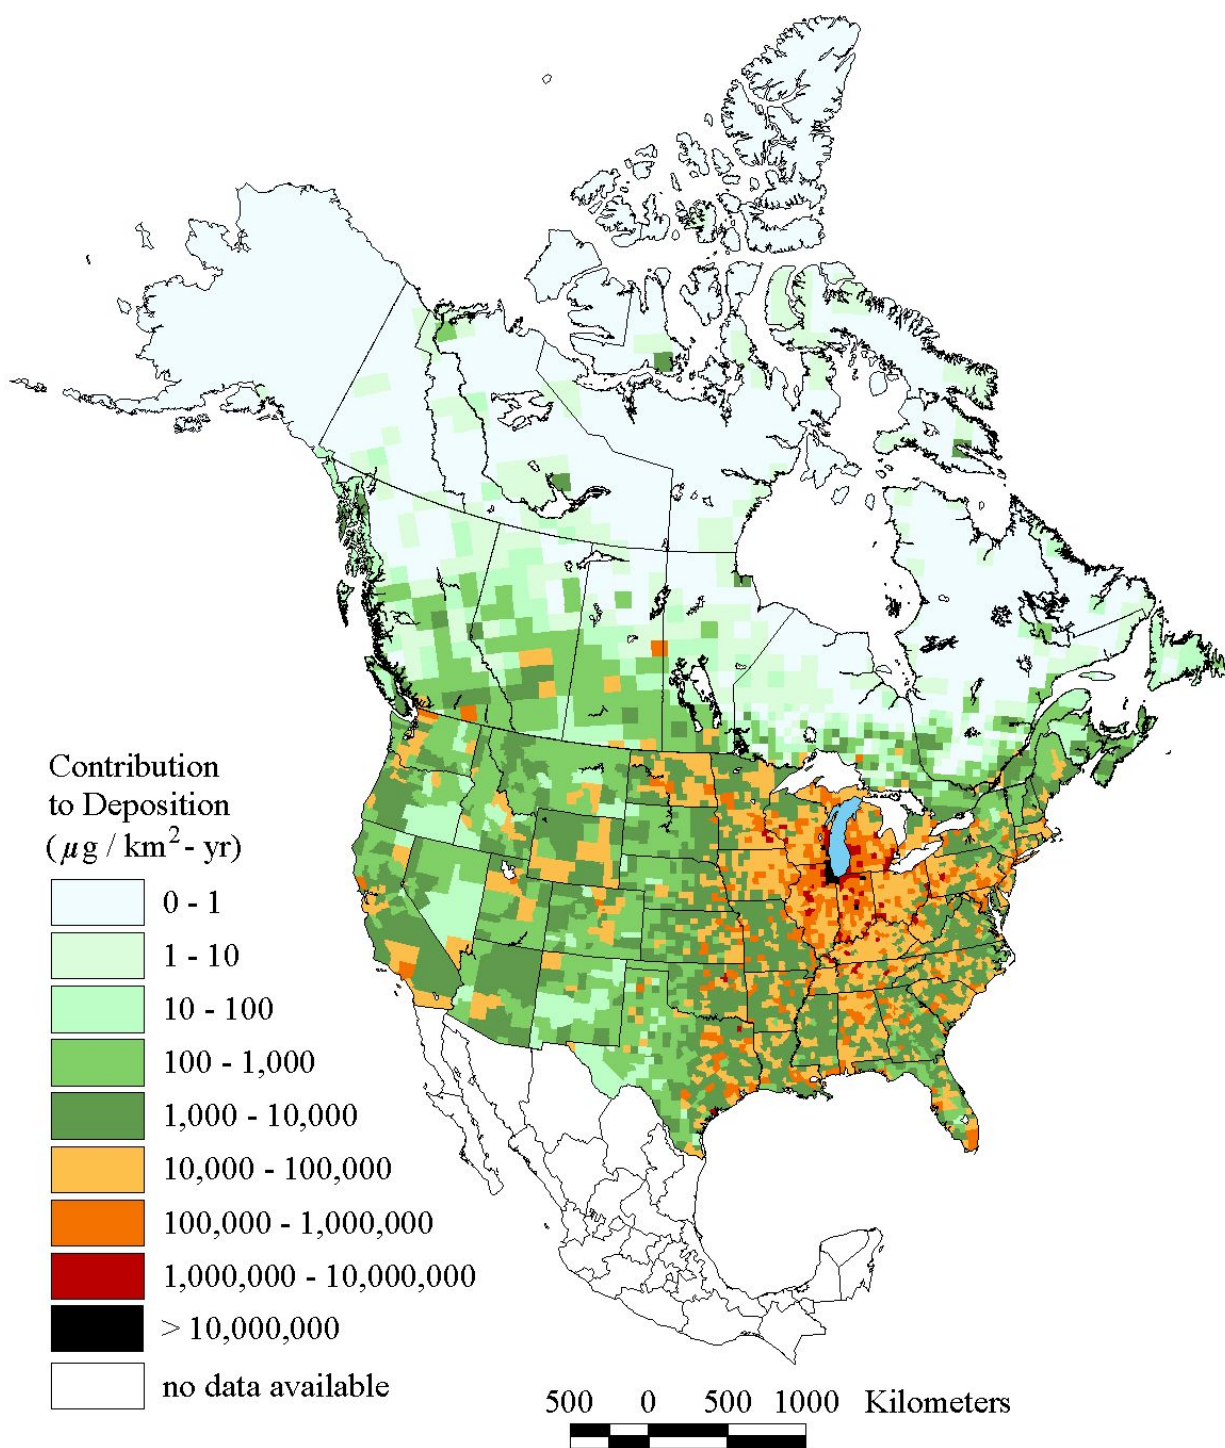 Contribution
to Deposition
(μg / km² - yr)
0 - 1
1 - 10
10 - 100
100 - 1,000
1,000 - 10,000
10,000 - 100,000
100,000 - 1,000,000
1,000,000 - 10,000,000
> 10,000,000
no data available
500 0 500 1000 Kilometers